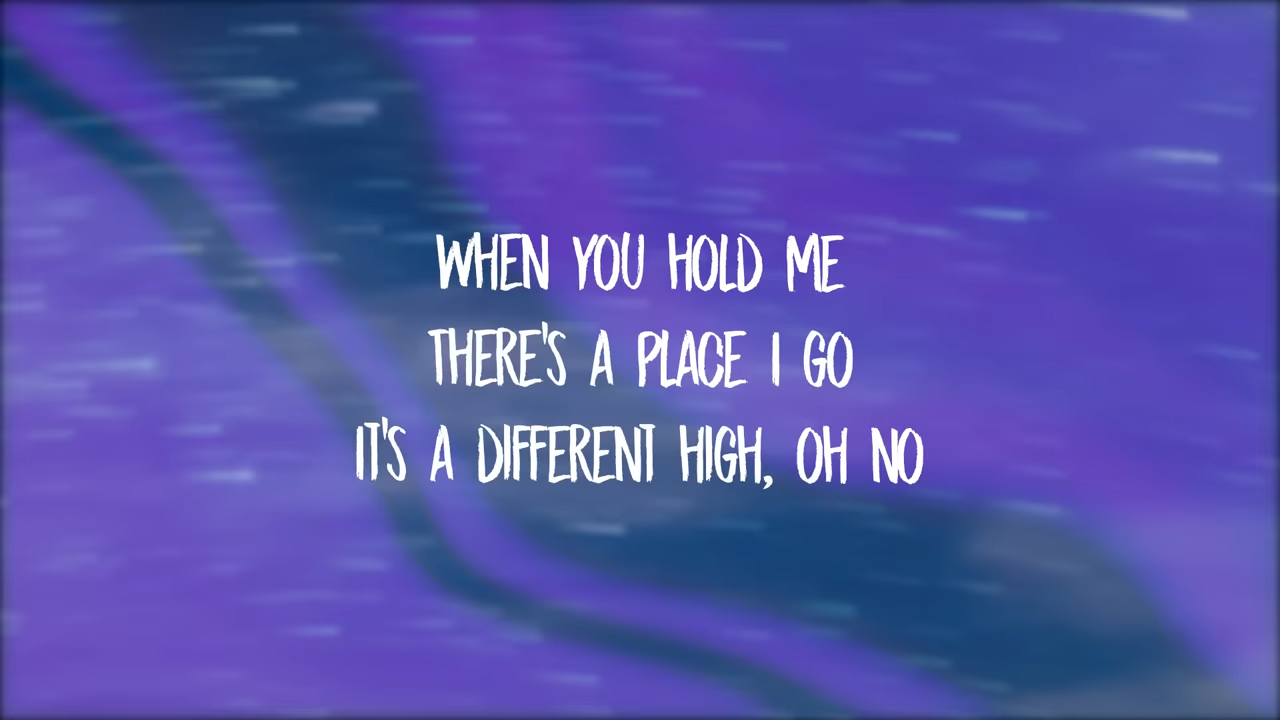 WHEN YOU HOLD ME
THERE'S A PLACE I GO
IT'S A DIFFERENT HIGH, OH NO